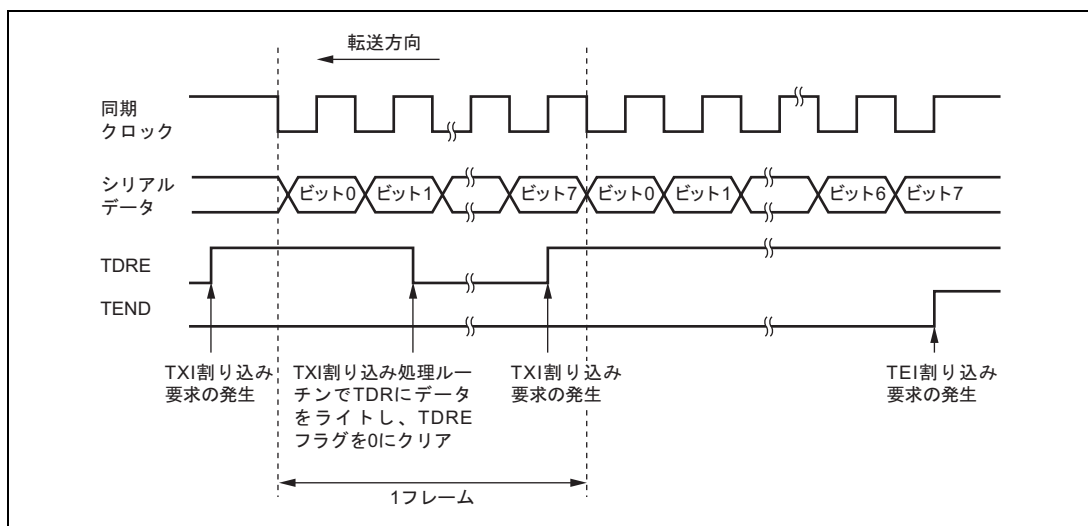 転送方向
同期
クロック
シリアル
データ
ビット0
ビット1
ビット7
ビット0
ビット1
ビット6
ビット7
TDRE
TEND
TXI割り込み
要求の発生
TXI割り込み処理ルー
チンでTDRにデータ
をライトし、TDRE
フラグを0にクリア
TXI割り込み
要求の発生
TEI割り込み
要求の発生
1フレーム